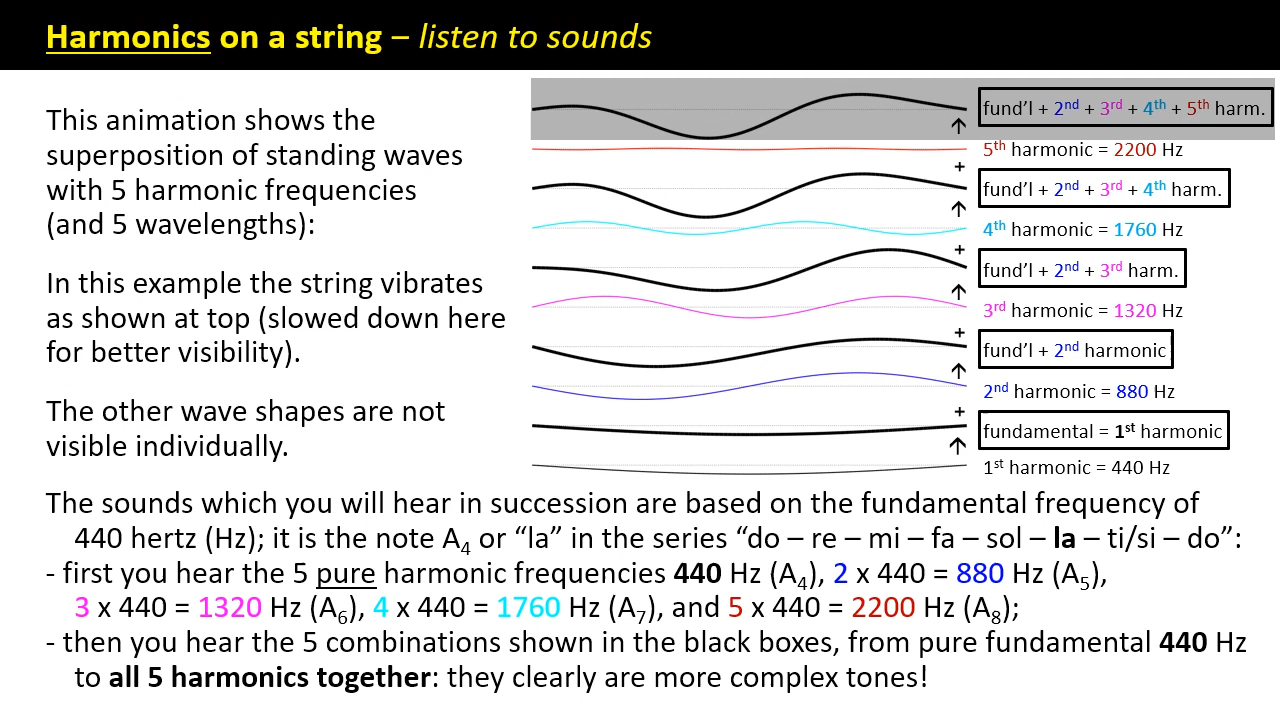 Harmonics on a string – listen to sounds
This animation shows the
superposition of standing waves
with 5 harmonic frequencies
(and 5 wavelengths):
In this example the string vibrates
as shown at top (slowed down here
for better visibility).
The other wave shapes are not
visible individually.
fund’l + 2nd + 3rd + 4th + 5th harm.
↑
5th harmonic = 2200 Hz
+
fund’l + 2nd + 3rd + 4th harm.
↑
4th harmonic = 1760 Hz
+
fund’l + 2nd + 3rd harm.
↑
3rd harmonic = 1320 Hz
+
fund’l + 2nd harmonic
↑
2nd harmonic = 880 Hz
+
fundamental = 1st harmonic
↑
1st harmonic = 440 Hz
The sounds which you will hear in succession are based on the fundamental frequency of
440 hertz (Hz); it is the note A4 or “la” in the series “do – re – mi – fa – sol – la – ti/si – do”:
- first you hear the 5 pure harmonic frequencies 440 Hz (A4), 2 x 440 = 880 Hz (A5),
3 x 440 = 1320 Hz (A6), 4 x 440 = 1760 Hz (A7), and 5 x 440 = 2200 Hz (A8);
- then you hear the 5 combinations shown in the black boxes, from pure fundamental 440 Hz
to all 5 harmonics together: they clearly are more complex tones!